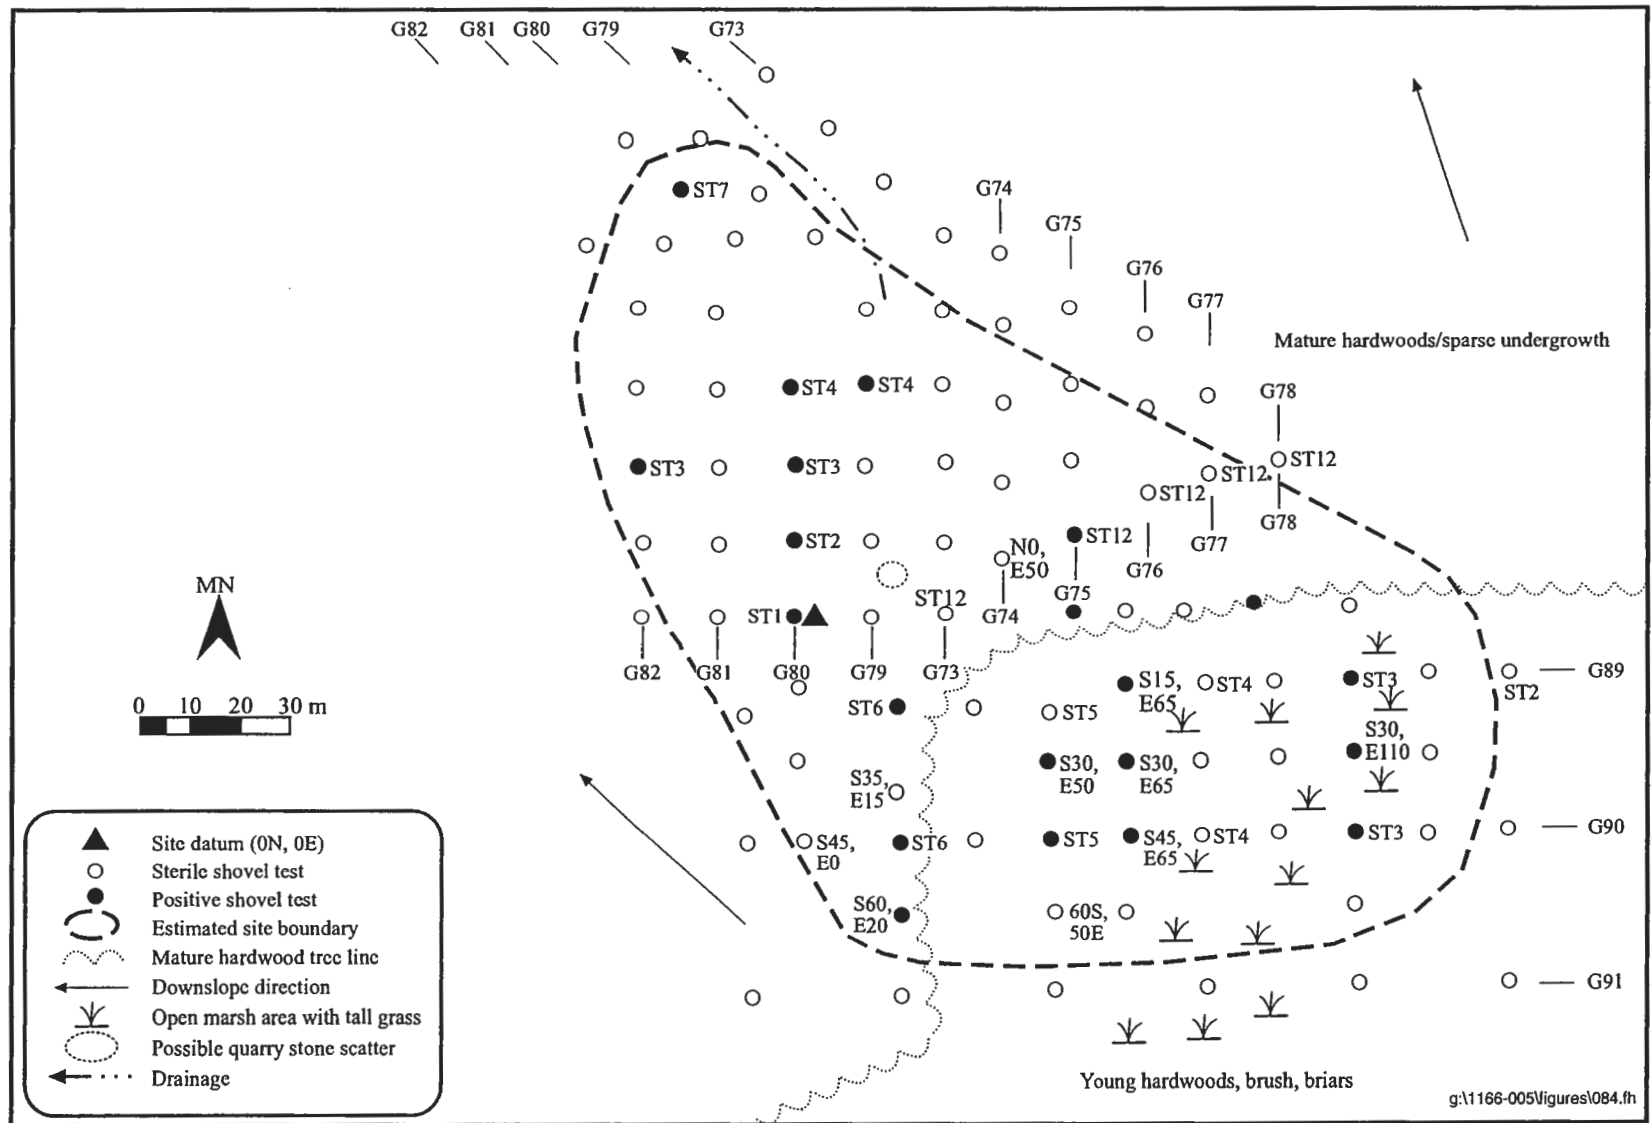 G82 G81 G80 G79 G73
G74
ST7
G75
G76
G77
Mature hardwoods/sparse undergrowth
ST4 ST4
G78
ST3 ST3 ST12 ST12 ST12
G78
ST2 ST12
G77
N0,
E50
G76
MN
G75
ST12
ST1
G74
G82 G81 G80 G79 G73
G89
S15,
E65
ST4 ST3 ST2
0 10 20 30 m
ST6 ST5
S30,
E110
S30,
E50
S30,
E65
S35,
E15
S45,
E0
ST6 ST5
S45,
E65
ST4 ST3
G90
S60,
E20
60S,
50E
G91
Site datum (0N, 0E)
Sterile shovel test
Positive shovel test
Estimated site boundary
Mature hardwood tree line
Downslope direction
Open marsh area with tall grass
Possible quarry stone scatter
Drainage
Young hardwoods, brush, briars
g:\1166-005\figures\084.fh